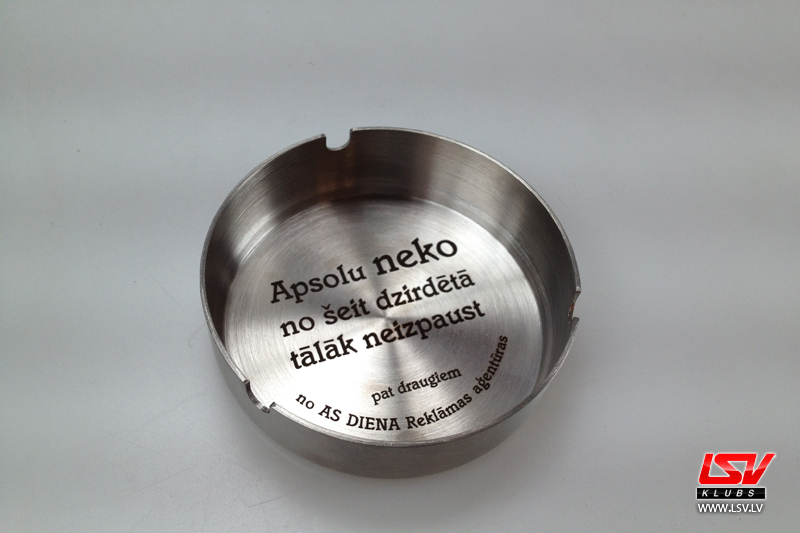 Apsolu neko
no šeit dzirdētā
tālāk neizpaust
pat draugiem
no AS DIENA Reklāmas aģentūras
LSV
KLUBS
WWW.LSV.LV